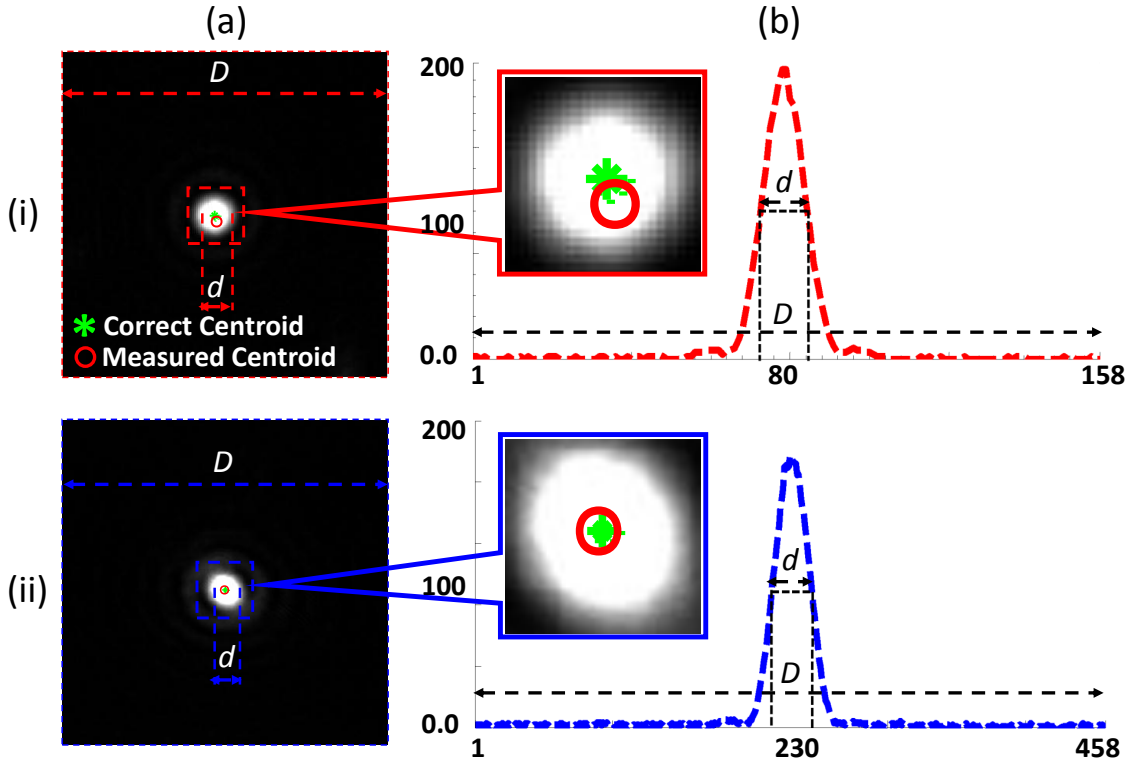 (a)
(b)
(i)
D
d
Correct Centroid
Measured Centroid
200
100
0.0
d
D
1
80
158
(ii)
D
d
200
100
0.0
d
D
1
230
458